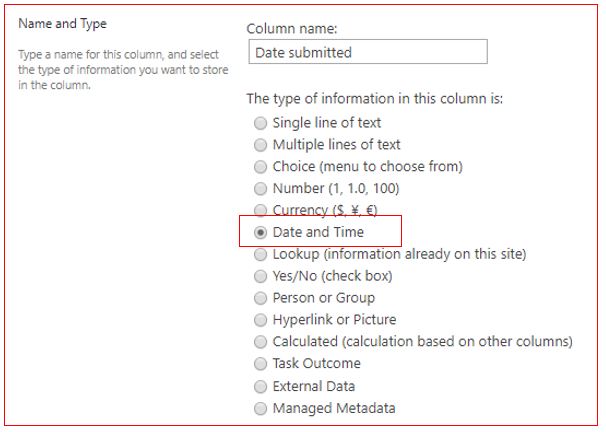 Name and Type
Type a name for this column, and select
the type of information you want to store
in the column.
Column name:
Date submitted
The type of information in this column is:
Single line of text
Multiple lines of text
Choice (menu to choose from)
Number (1, 1.0, 100)
Currency ($, ¥, €)
Date and Time
Lookup (information already on this site)
Yes/No (check box)
Person or Group
Hyperlink or Picture
Calculated (calculation based on other columns)
Task Outcome
External Data
Managed Metadata